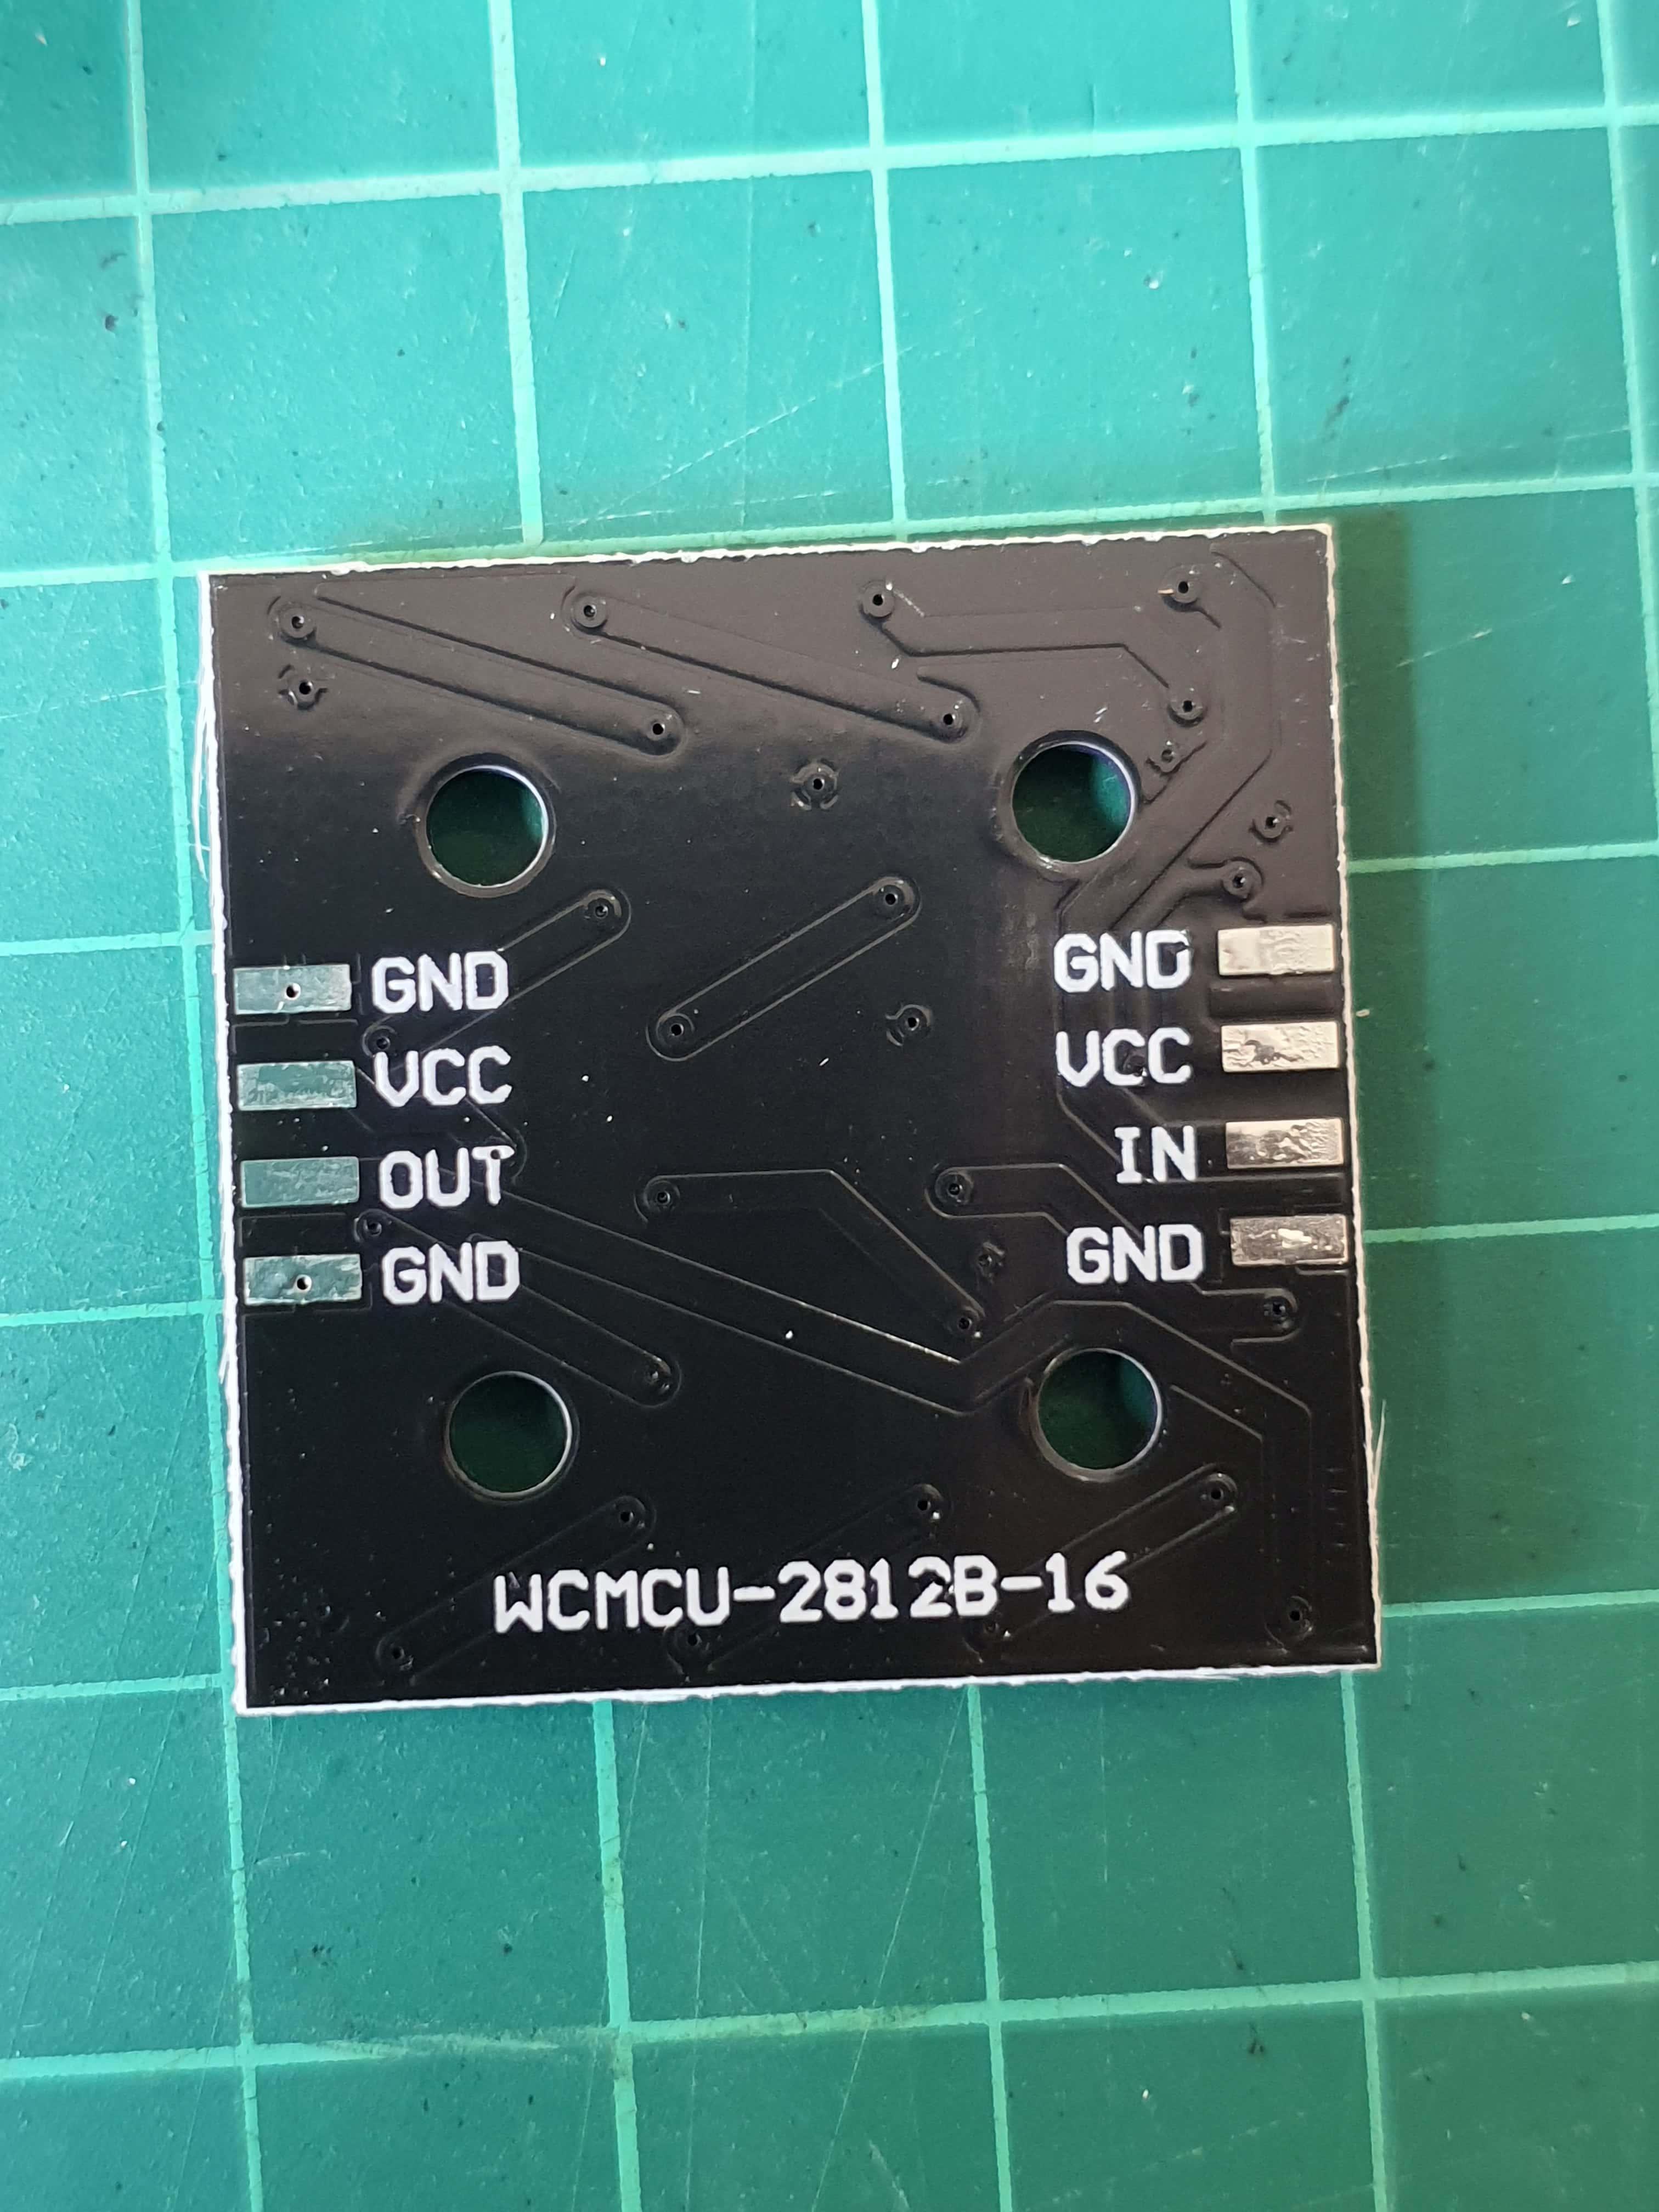 GND
VCC
OUT
GND
GND
VCC
IN
GND
WCMCU-2812B-16